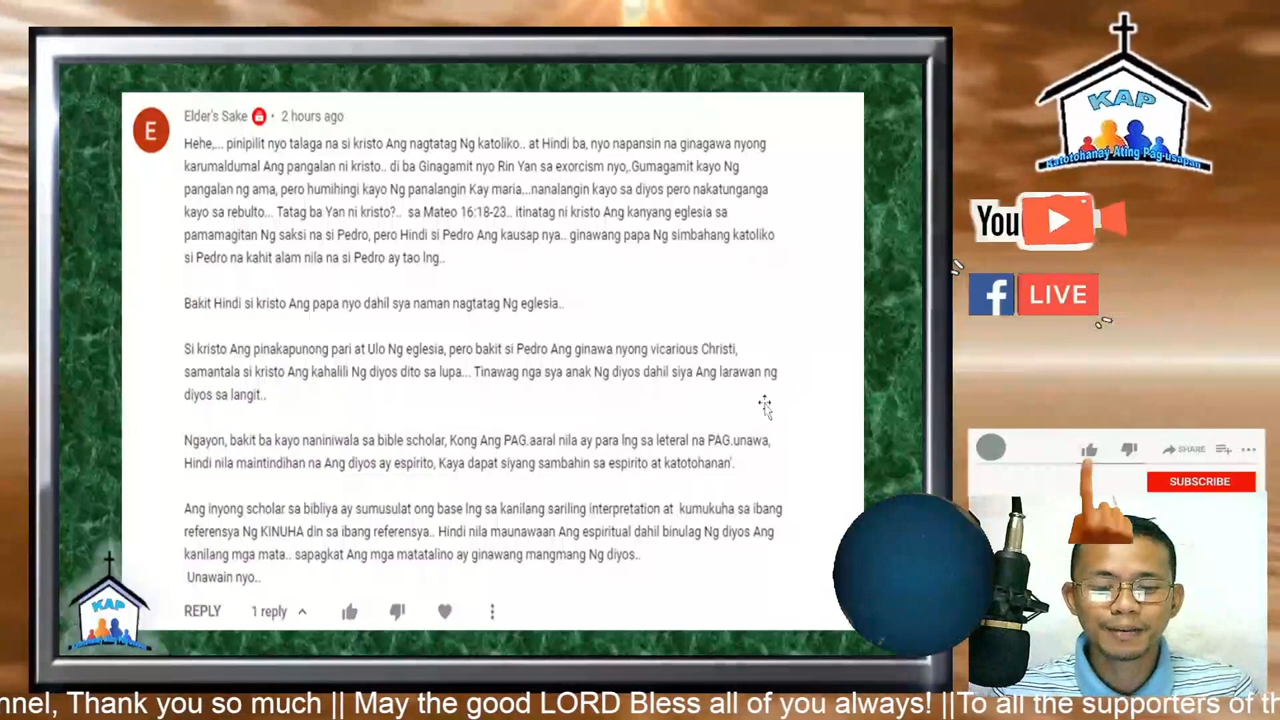 Elder's Sake • 2 hours ago
Hehe,... pinipilit nyo talaga na si kristo Ang nagtatag Ng katoliko.. at Hindi ba, nyo napansin na ginagawa nyong
karumaldumal Ang pangalan ni kristo.. di ba Ginagamit nyo Rin Yan sa exorcism nyo,.Gumagamit kayo Ng
pangalan ng ama, pero humihingi kayo Ng panalangin Kay maria...nanalangin kayo sa diyos pero nakatunganga
kayo sa rebulto... Tatag ba Yan ni kristo?.. sa Mateo 16:18-23.. itinatag ni kristo Ang kanyang eglesia sa
pamamagitan Ng saksi na si Pedro, pero Hindi si Pedro Ang kausap nya.. ginawang papa Ng simbahang katoliko
si Pedro na kahit alam nila na si Pedro ay tao lng..
Bakit Hindi si kristo Ang papa nyo dahil sya naman nagtatag Ng eglesia..
Si kristo Ang pinakapunong pari at Ulo Ng eglesia, pero bakit si Pedro Ang ginawa nyong vicarious Christi,
samantala si kristo Ang kahalili Ng diyos dito sa lupa... Tinawag nga sya anak Ng diyos dahil siya Ang larawan ng
diyos sa langit..
Ngayon, bakit ba kayo naniniwala sa bible scholar, Kong Ang PAG.aaral nila ay para lng sa leteral na PAG.unawa,
Hindi nila maintindihan na Ang diyos ay espirito, Kaya dapat siyang sambahin sa espirito at katotohanan'.
Ang inyong scholar sa bibliya ay sumusulat ong base lng sa kanilang sariling interpretation at kumukuha sa ibang
referensya Ng KINUHA din sa ibang referensya.. Hindi nila maunawaan Ang espiritual dahil binulag Ng diyos Ang
kanilang mga mata.. sapagkat Ang mga matatalino ay ginawang mangmang Ng diyos..
Unawain nyo..
REPLY 1 reply
E
KAP
Katotohanay Ating Pag-usapan
You
f LIVE
SHARE
SUBSCRIBE
KAP
nnel, Thank you so much || May the good LORD Bless all of you always! ||To all the supporters of th